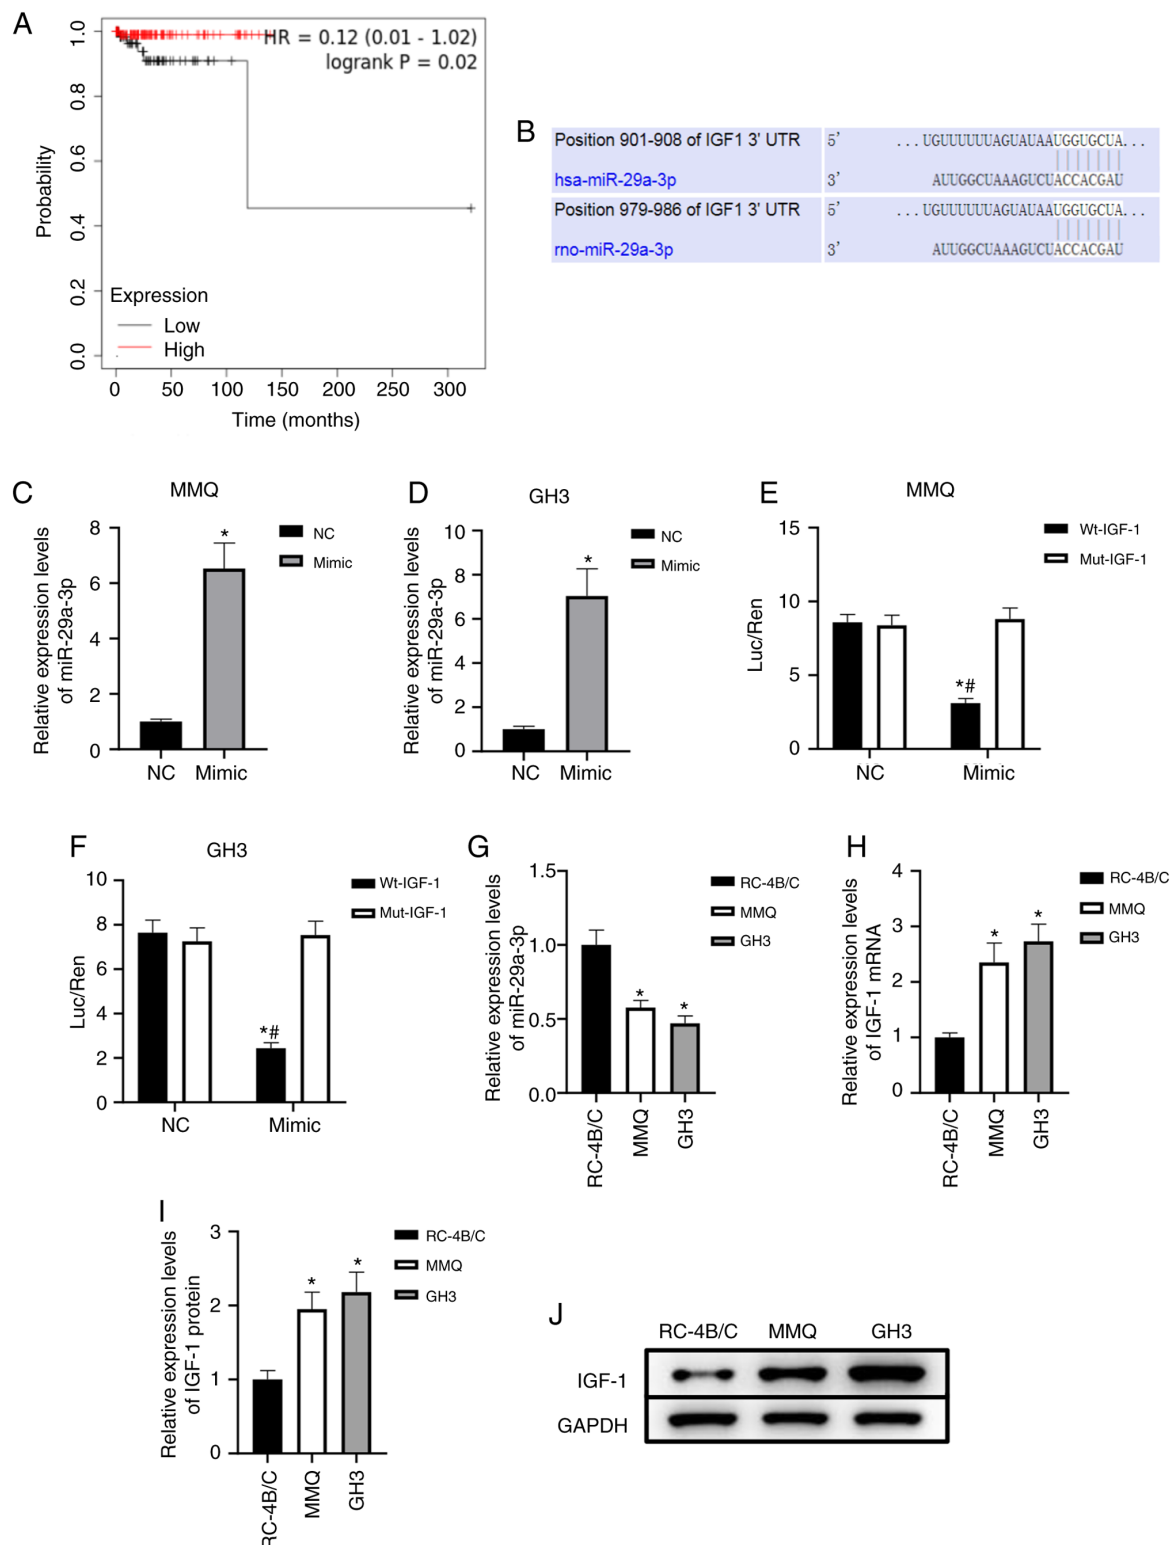 A
1.0
0.8
0.6
0.4
0.2
0.0
Probability
HR = 0.12 (0.01 - 1.02)
logrank P = 0.02
Expression
Low
High
0 50 100 150 200 250 300
Time (months)
B
Position 901-908 of IGF1 3' UTR 5' ...UGUUUUUUAGUAUAAUGGUGCUA...
hsa-miR-29a-3p 3' AUUGGCUAAAGUCUACCACGAU
Position 979-986 of IGF1 3' UTR 5' ...UGUUUUUUAGUAUAAUGGUGCUA...
rno-miR-29a-3p 3' AUUGGCUAAAGUCUACCACGAU
C
MMQ
Relative expression levels
of miR-29a-3p
8
6
4
2
0
*
NC
Mimic
NC Mimic
D
GH3
Relative expression levels
of miR-29a-3p
10
8
6
4
2
0
*
NC
Mimic
NC Mimic
E
MMQ
Luc/Ren
15
10
5
0
*#
Wt-IGF-1
Mut-IGF-1
NC Mimic
F
GH3
Luc/Ren
10
8
6
4
2
0
*#
Wt-IGF-1
Mut-IGF-1
NC Mimic
G
Relative expression levels
of miR-29a-3p
1.5
1.0
0.5
0.0
* *
RC-4B/C
MMQ
GH3
RC-4B/C MMQ GH3
H
Relative expression levels
of IGF-1 mRNA
4
3
2
1
0
* *
RC-4B/C
MMQ
GH3
RC-4B/C MMQ GH3
I
Relative expression levels
of IGF-1 protein
3
2
1
0
* *
RC-4B/C
MMQ
GH3
RC-4B/C MMQ GH3
J
RC-4B/C MMQ GH3
IGF-1
GAPDH